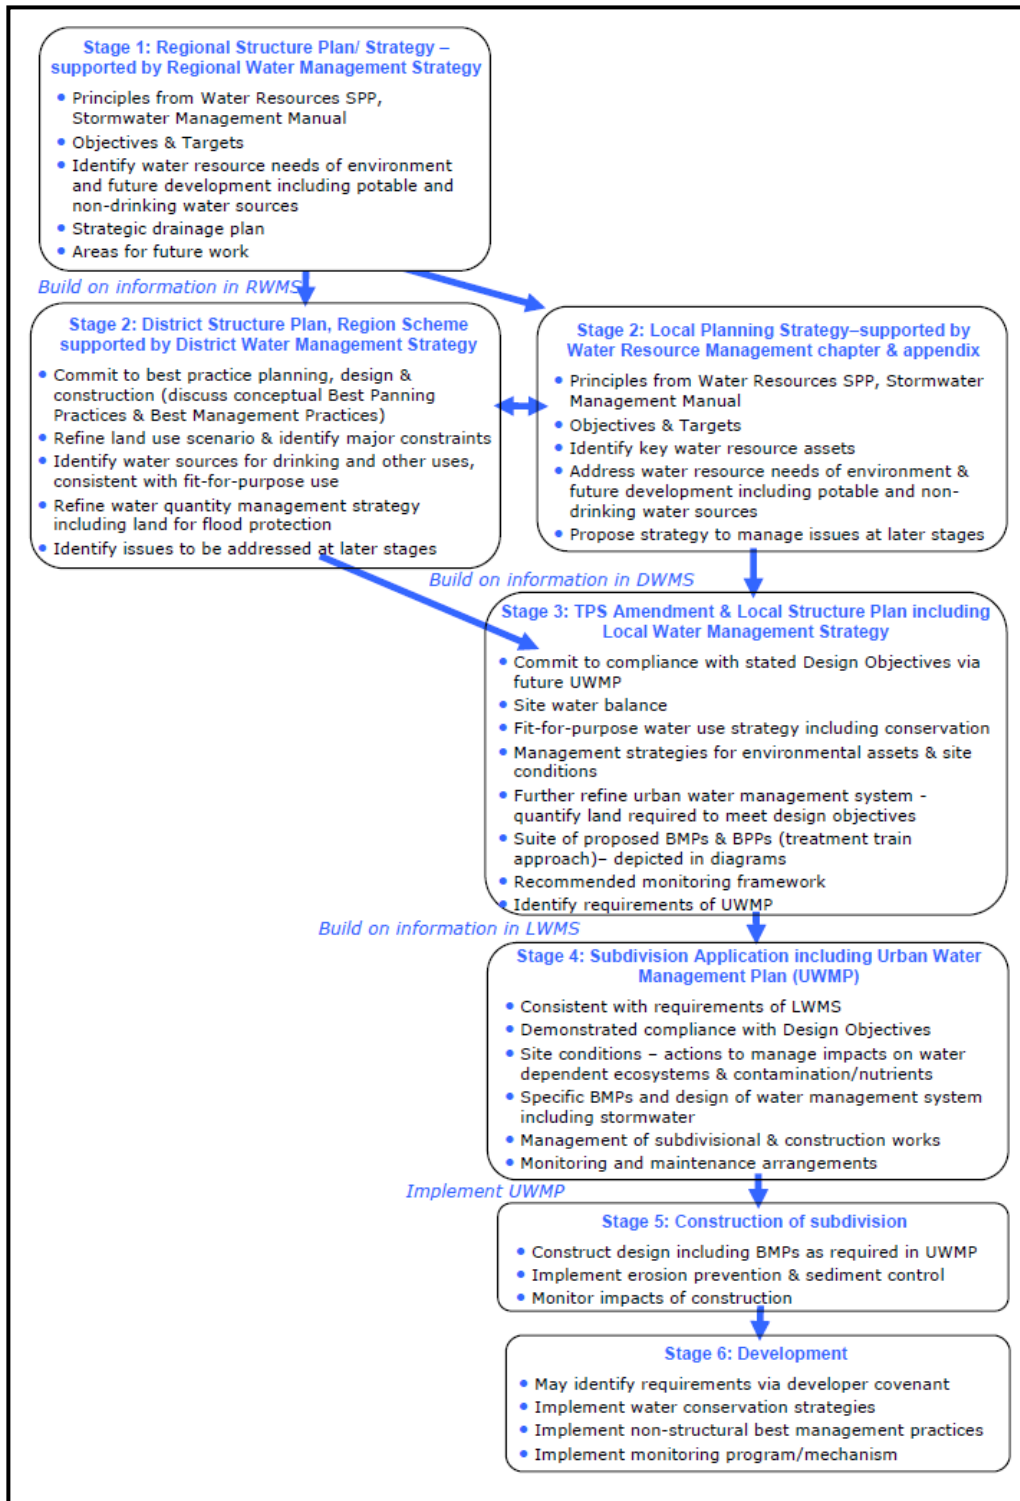 Stage 1: Regional Structure Plan/ Strategy –
supported by Regional Water Management Strategy
• Principles from Water Resources SPP,
Stormwater Management Manual
• Objectives & Targets
• Identify water resource needs of environment
and future development including potable and
non-drinking water sources
• Strategic drainage plan
• Areas for future work
Build on information in RWMS
Stage 2: District Structure Plan, Region Scheme
supported by District Water Management Strategy
• Commit to best practice planning, design &
construction (discuss conceptual Best Panning
Practices & Best Management Practices)
• Refine land use scenario & identify major constraints
• Identify water sources for drinking and other uses,
consistent with fit-for-purpose use
• Refine water quantity management strategy
including land for flood protection
• Identify issues to be addressed at later stages
Stage 2: Local Planning Strategy–supported by
Water Resource Management chapter & appendix
• Principles from Water Resources SPP, Stormwater
Management Manual
• Objectives & Targets
• Identify key water resource assets
• Address water resource needs of environment &
future development including potable and non-
drinking water sources
• Propose strategy to manage issues at later stages
Build on information in DWMS
Stage 3: TPS Amendment & Local Structure Plan including
Local Water Management Strategy
• Commit to compliance with stated Design Objectives via
future UWMP
• Site water balance
• Fit-for-purpose water use strategy including conservation
• Management strategies for environmental assets & site
conditions
• Further refine urban water management system -
quantify land required to meet design objectives
• Suite of proposed BMPs & BPPs (treatment train
approach)– depicted in diagrams
• Recommended monitoring framework
• Identify requirements of UWMP
Build on information in LWMS
Stage 4: Subdivision Application including Urban Water
Management Plan (UWMP)
• Consistent with requirements of LWMS
• Demonstrated compliance with Design Objectives
• Site conditions – actions to manage impacts on water
dependent ecosystems & contamination/nutrients
• Specific BMPs and design of water management system
including stormwater
• Management of subdivisional & construction works
• Monitoring and maintenance arrangements
Implement UWMP
Stage 5: Construction of subdivision
• Construct design including BMPs as required in UWMP
• Implement erosion prevention & sediment control
• Monitor impacts of construction
Stage 6: Development
• May identify requirements via developer covenant
• Implement water conservation strategies
• Implement non-structural best management practices
• Implement monitoring program/mechanism